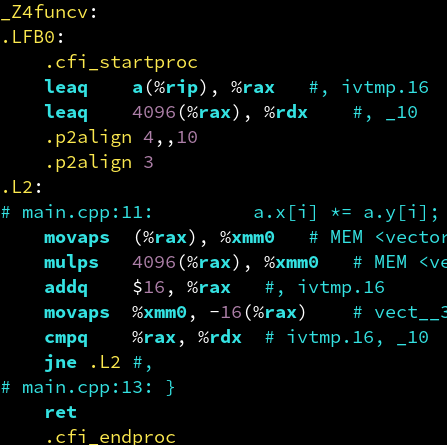 _Z4funcv:
.LFB0:
    .cfi_startproc
    leaq    a(%rip), %rax   #, ivtmp.16
    leaq    4096(%rax), %rdx    #, _10
    .p2align 4,,10
    .p2align 3
.L2:
# main.cpp:11:         a.x[i] *= a.y[i];
    movaps  (%rax), %xmm0   # MEM <vector
    mulps   4096(%rax), %xmm0   # MEM <ve
    addq    $16, %rax   #, ivtmp.16
    movaps  %xmm0, -16(%rax)    # vect__3
    cmpq    %rax, %rdx  # ivtmp.16, _10
    jne .L2 #,
# main.cpp:13: }
    ret
    .cfi_endproc